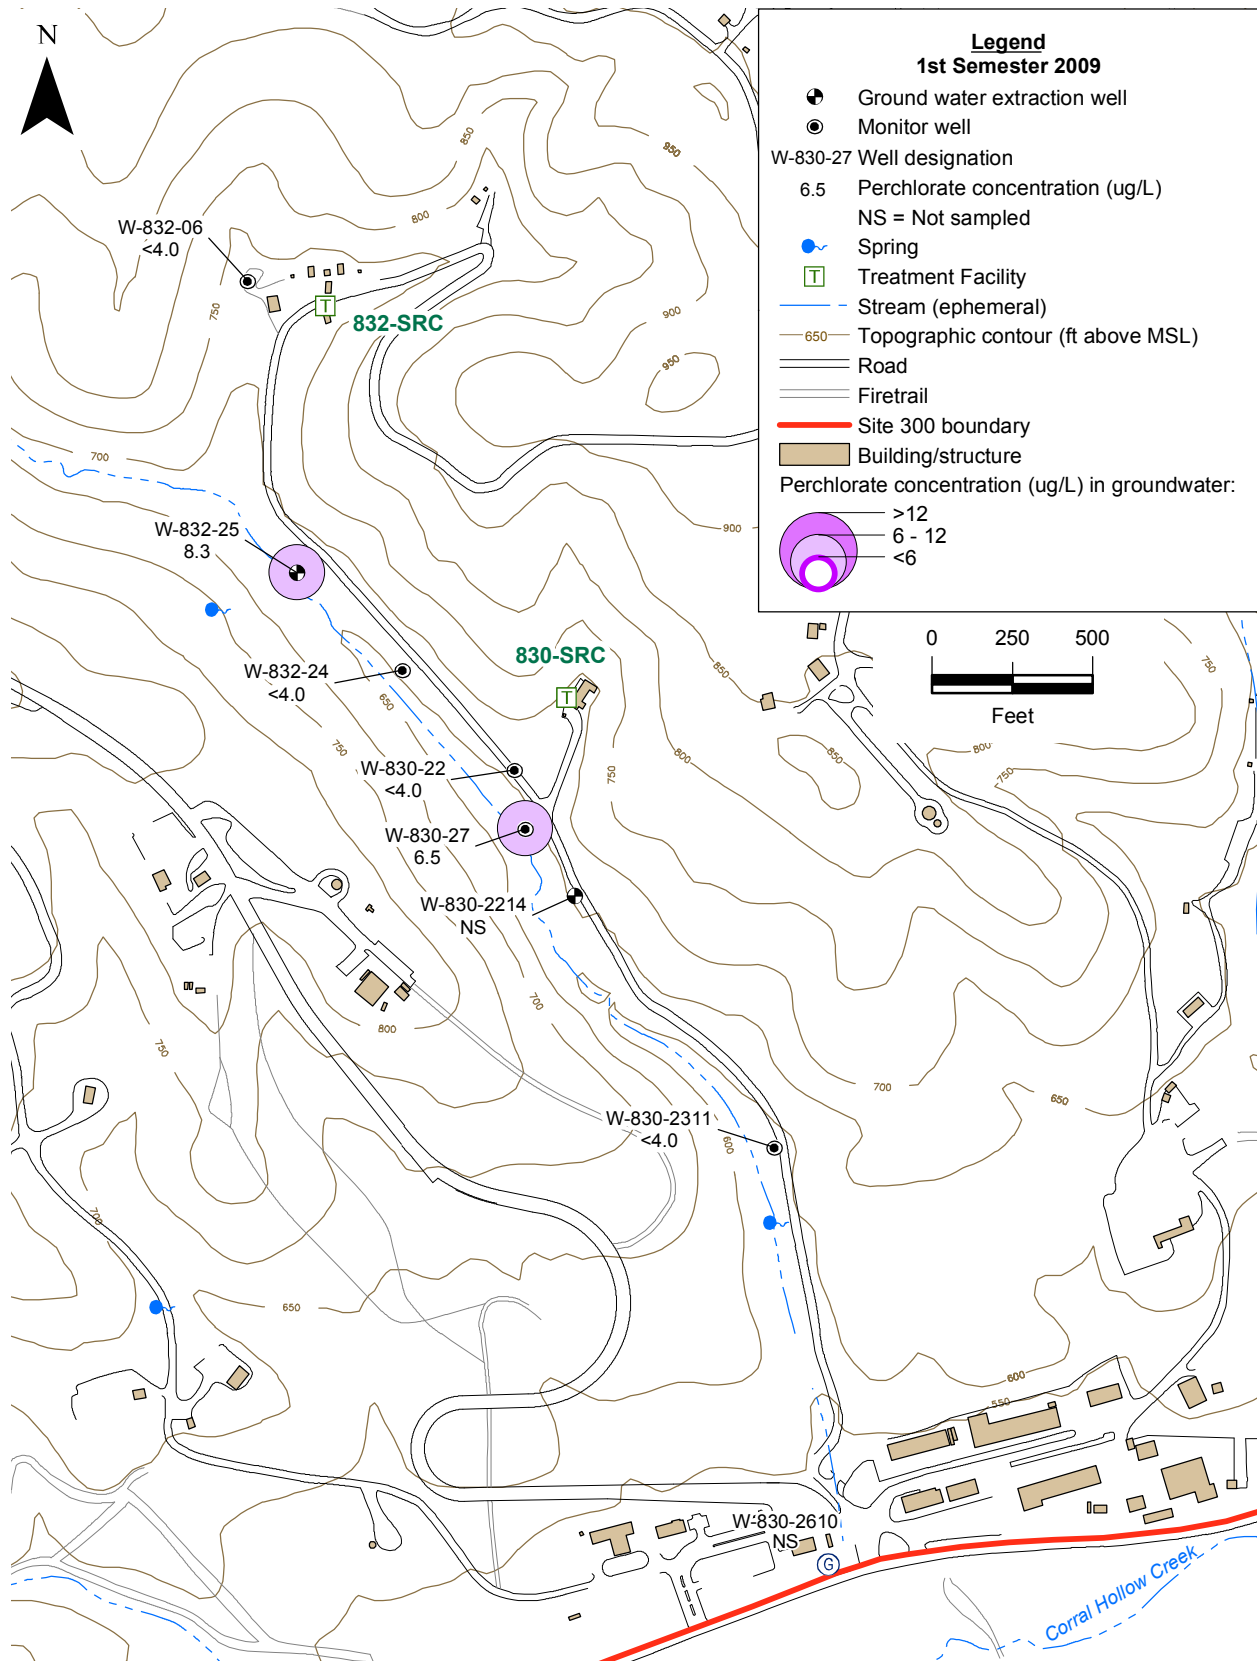 N
Legend
1st Semester 2009
Ground water extraction well
Monitor well
W-830-27 Well designation
6.5 Perchlorate concentration (ug/L)
NS = Not sampled
Spring
T Treatment Facility
Stream (ephemeral)
650 Topographic contour (ft above MSL)
Road
Firetrail
Site 300 boundary
Building/structure
Perchlorate concentration (ug/L) in groundwater:
>12
6 - 12
<6
0 250 500
Feet
850
950
800
W-832-06
<4.0
750
T
832-SRC
900
950
700
900
W-832-25
8.3
830-SRC
T
W-832-24
<4.0
650
750
850
750
800
850
800
750
750
W-830-22
<4.0
W-830-27
6.5
W-830-2214
NS
700
800
750
700
650
W-830-2311
<4.0
600
700
650
600
550
W-830-2610
NS
G
Corral Hollow Creek